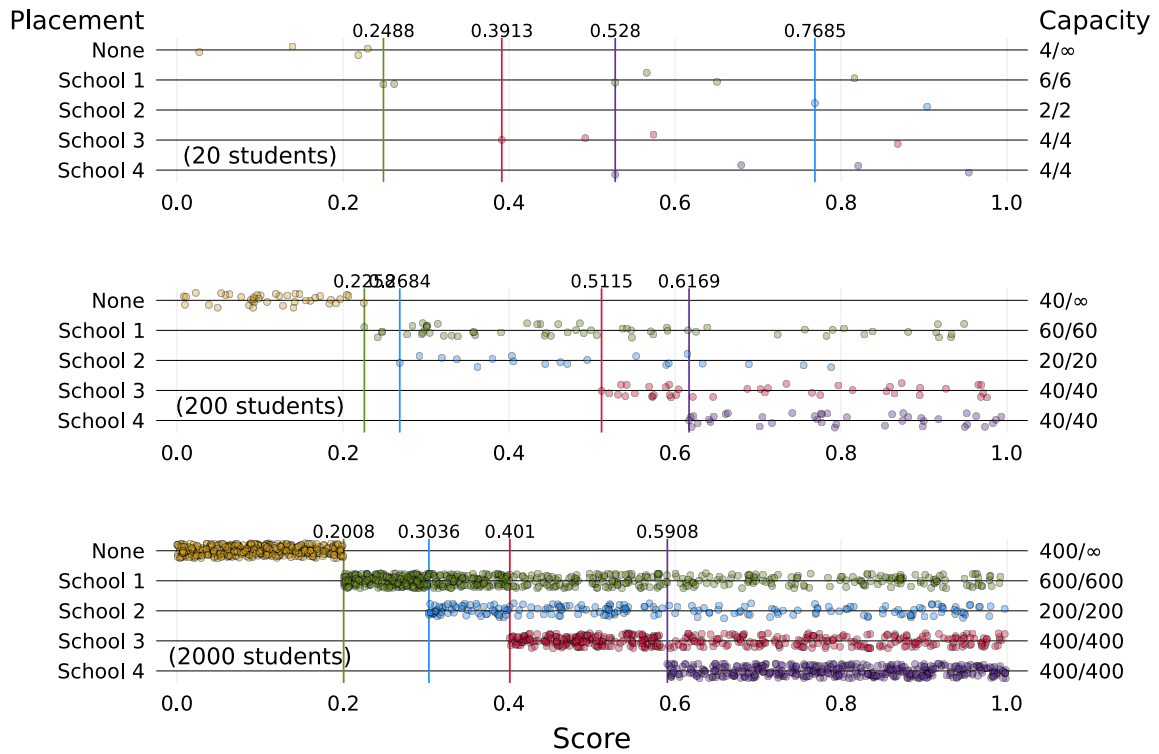 Placement Capacity
0.2488 0.3913 0.528 0.7685
None 4/∞
School 1 6/6
School 2 2/2
School 3 4/4
(20 students)
School 4 4/4
0.0 0.2 0.4 0.6 0.8 1.0
0.2258 0.2684 0.5115 0.6169
None 40/∞
School 1 60/60
School 2 20/20
School 3 40/40
(200 students)
School 4 40/40
0.0 0.2 0.4 0.6 0.8 1.0
0.2008 0.3036 0.401 0.5908
None 400/∞
School 1 600/600
School 2 200/200
School 3 400/400
(2000 students)
School 4 400/400
0.0 0.2 0.4 0.6 0.8 1.0
Score